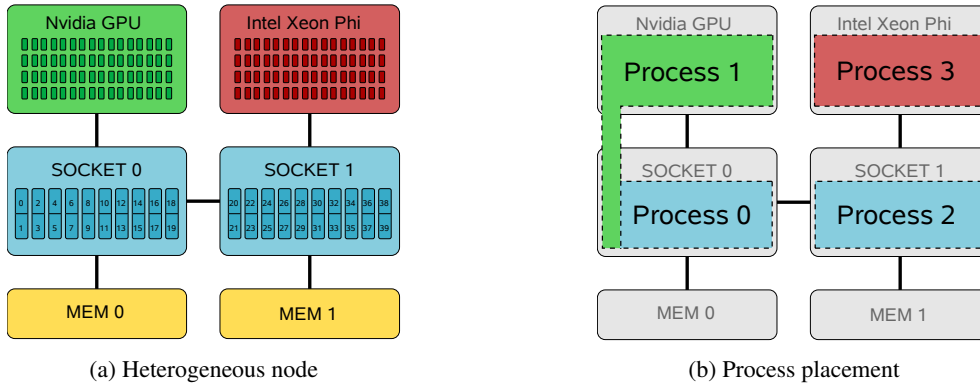 Nvidia GPU
Intel Xeon Phi
SOCKET 0
SOCKET 1
0 2 4 6 8 10 12 14 16 18
1 3 5 7 9 11 13 15 17 19
20 22 24 26 28 30 32 34 36 38
21 23 25 27 29 31 33 35 37 39
MEM 0
MEM 1
(a) Heterogeneous node
Nvidia GPU
Intel Xeon Phi
Process 1
Process 3
SOCKET 0
SOCKET 1
Process 0
Process 2
MEM 0
MEM 1
(b) Process placement